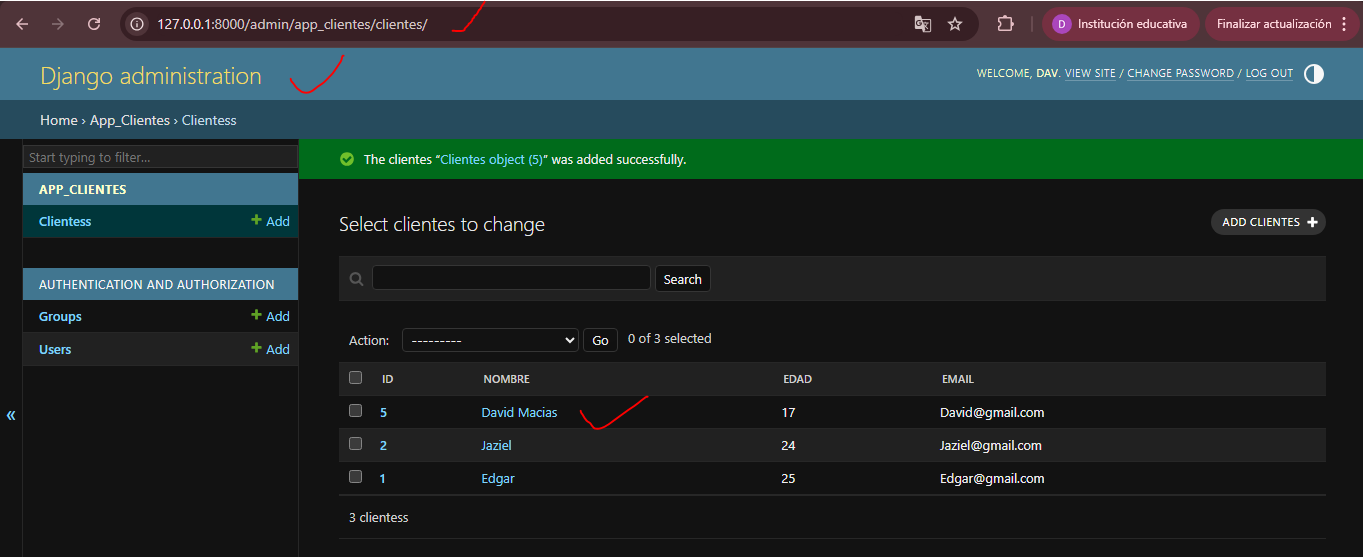 127.0.0.1:8000/admin/app_clientes/clientes/
D Institución educativa
Finalizar actualización
Django administration
WELCOME, DAV. VIEW SITE / CHANGE PASSWORD / LOG OUT
Home › App_Clientes › Clientess
Start typing to filter...
APP_CLIENTES
Clientess + Add
AUTHENTICATION AND AUTHORIZATION
Groups + Add
Users + Add
«
The clientes “Clientes object (5)” was added successfully.
Select clientes to change
ADD CLIENTES +
Search
Action: --------- Go 0 of 3 selected
ID NOMBRE EDAD EMAIL
5 David Macias 17 David@gmail.com
2 Jaziel 24 Jaziel@gmail.com
1 Edgar 25 Edgar@gmail.com
3 clientess